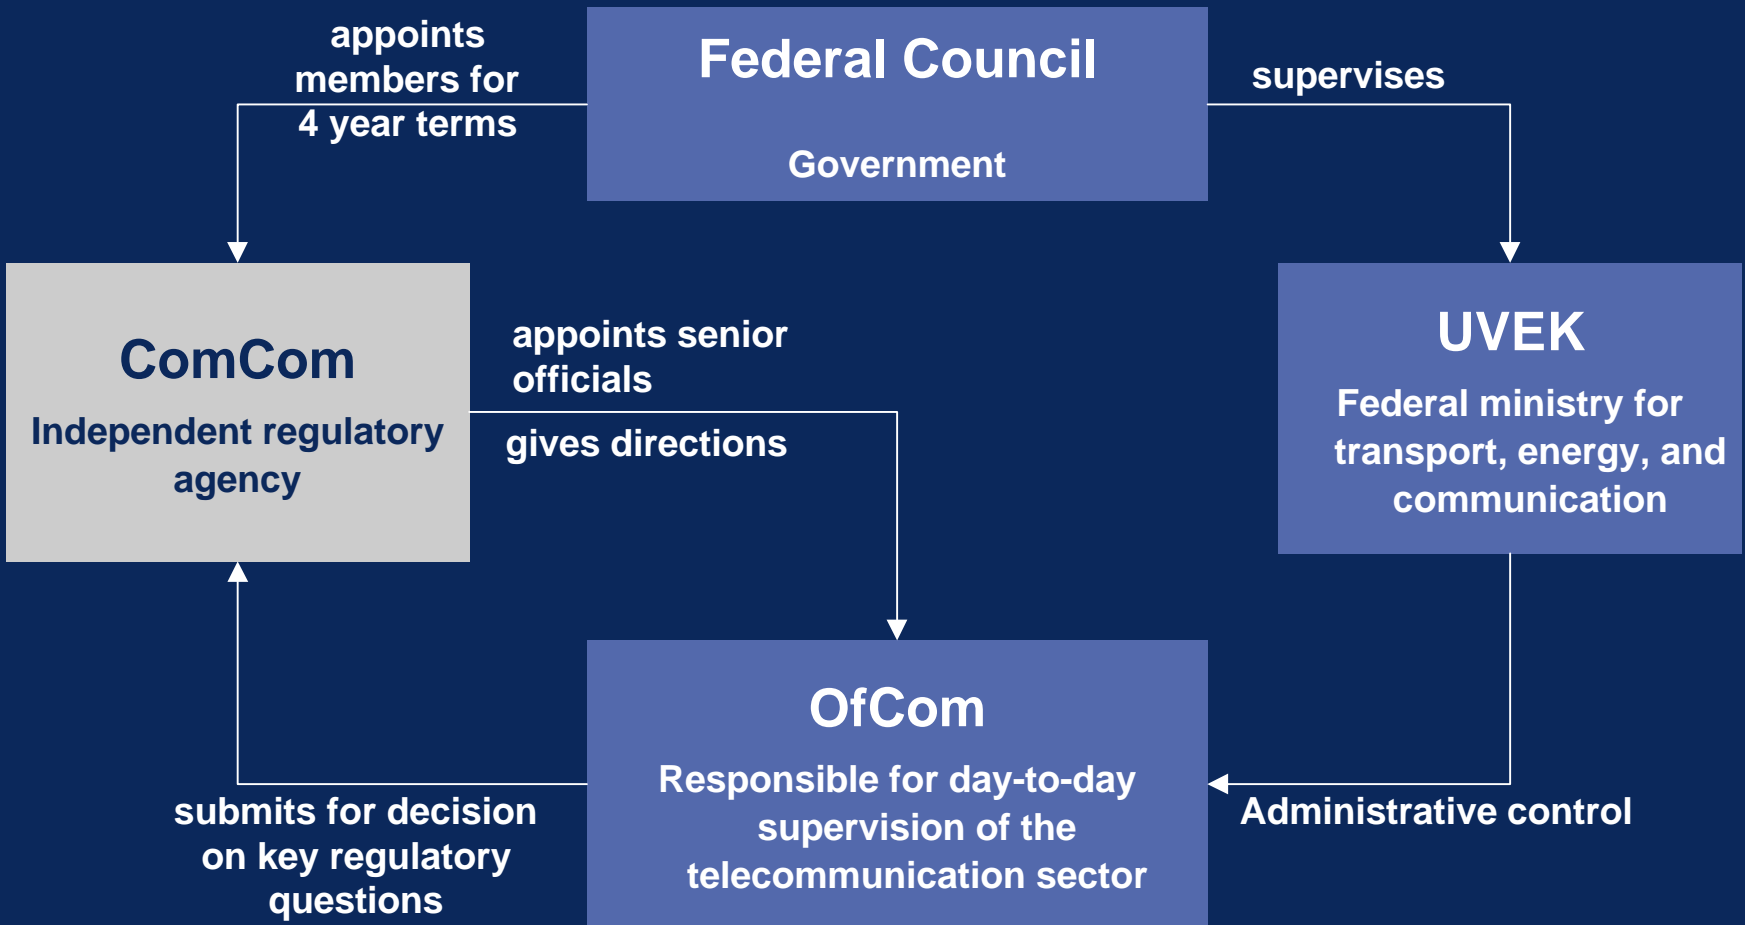 appoints
members for
4 year terms
Federal Council
Government
supervises
ComCom
Independent regulatory
agency
appoints senior
officials
gives directions
UVEK
Federal ministry for
transport, energy, and
communication
OfCom
Responsible for day-to-day
supervision of the
telecommunication sector
submits for decision
on key regulatory
questions
Administrative control